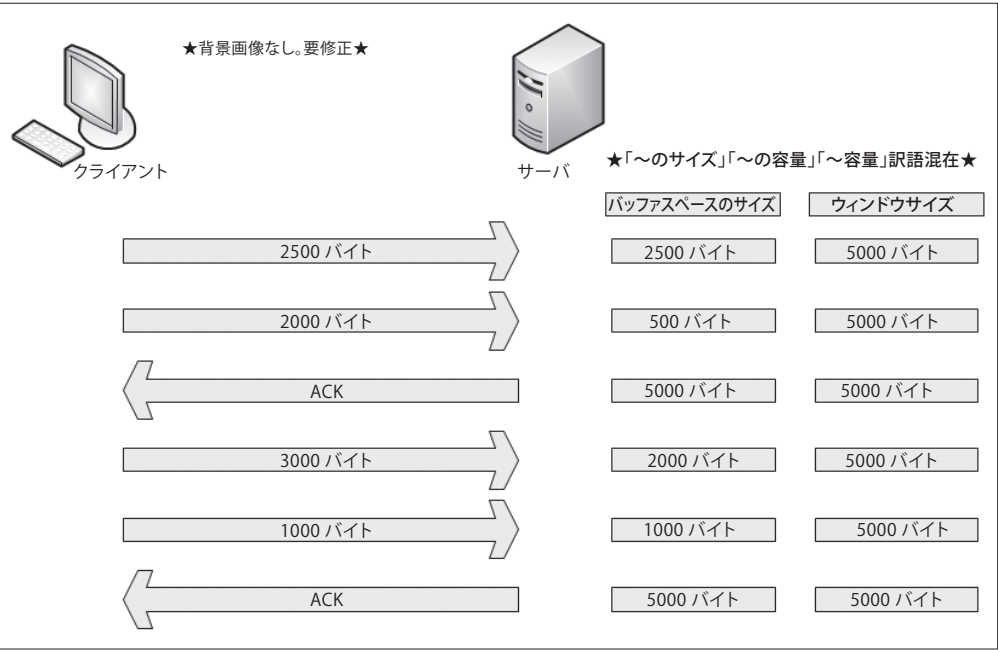 ★背景画像なし。要修正★
クライアント
サーバ
★「〜のサイズ」「〜の容量」「〜容量」訳語混在★
バッファスペースのサイズ ウィンドウサイズ
2500 バイト 2500 バイト 5000 バイト
2000 バイト 500 バイト 5000 バイト
ACK 5000 バイト 5000 バイト
3000 バイト 2000 バイト 5000 バイト
1000 バイト 1000 バイト 5000 バイト
ACK 5000 バイト 5000 バイト